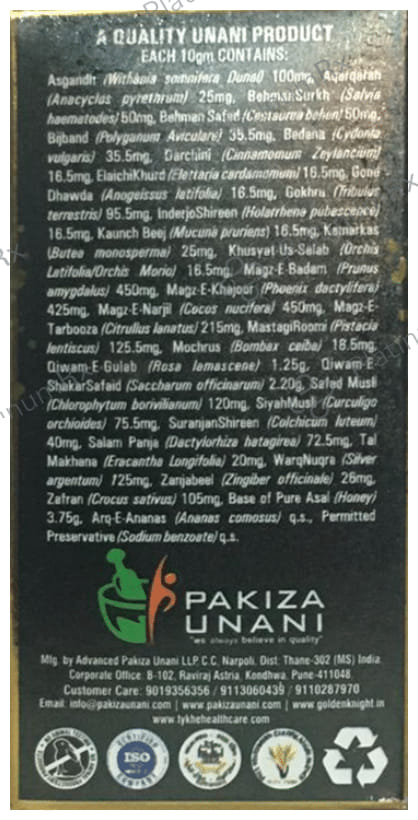 A QUALITY UNANI PRODUCT
EACH 10gm CONTAINS:
Asgandh (Withania somnifera Dunal) 100mg, Aqarqarah
(Anacyclus pyrethrum) 25mg, Behman Surkh (Salvia
haematodes) 50mg, Behman Safed (Centaurea behen) 50mg,
Bijband (Polyganum Aviculare) 35.5mg, Bedana (Cydonia
vulgaris) 35.5mg, Darchini (Cinnamomum Zeylancium)
16.5mg, ElaichiKhurd (Elettaria cardamomum) 16.5mg, Gond
Dhawda (Anogeissus latifolia) 16.5mg, Gokhru (Tribulus
terrestris) 95.5mg, InderjoShireen (Holarrhena pubescence)
16.5mg, Kaunch Beej (Mucuna pruriens) 16.5mg, Kamarkas
(Butea monosperma) 25mg, Khusyat-Us-Salab (Orchis
Latifolia/Orchis Morio) 16.5mg, Magz-E-Badam (Prunus
amygdalus) 450mg, Magz-E-Khajoor (Phoenix dactylifera)
425mg, Magz-E-Narjil (Cocos nucifera) 450mg, Magz-E-
Tarbooza (Citrullus lanatus) 215mg, MastagiRoomi (Pistacia
lentiscus) 125.5mg, Mochrus (Bombax ceiba) 18.5mg,
Qiwam-E-Gulab (Rosa lamascene) 1.25g, Qiwam-E-
ShakarSafaid (Saccharum officinarum) 2.20g, Safed Musli
(Chlorophytum borivilianum) 120mg, SiyahMusli (Curculigo
orchioides) 75.5mg, SuranjanShireen (Colchicum luteum)
40mg, Salam Panja (Dactylorhiza hatagirea) 72.5mg, Tal
Makhana (Eracantha Longifolia) 20mg, WarqNuqra (Silver
argentum) 125mg, Zanjabeel (Zingiber officinale) 26mg,
Zafran (Crocus sativus) 105mg, Base of Pure Asal (Honey)
3.75g, Arq-E-Ananas (Ananas comosus) q.s., Permitted
Preservative (Sodium benzoate) q.s.
PAKIZA
UNANI
"we always believe in quality"
Mfg. by Advanced Pakiza Unani LLP, C.C, Narpoli, Dist: Thane-302 (MS) India.
Corporate Office: B-102, Raviraj Astria, Kondhwa, Pune-411048.
Customer Care: 9019356356 / 9113060439 / 9110287970
Email: info@pakizaunani.com | www.pakizaunani.com | www.goldenknight.in
www.tykhehealthcare.com
ISO